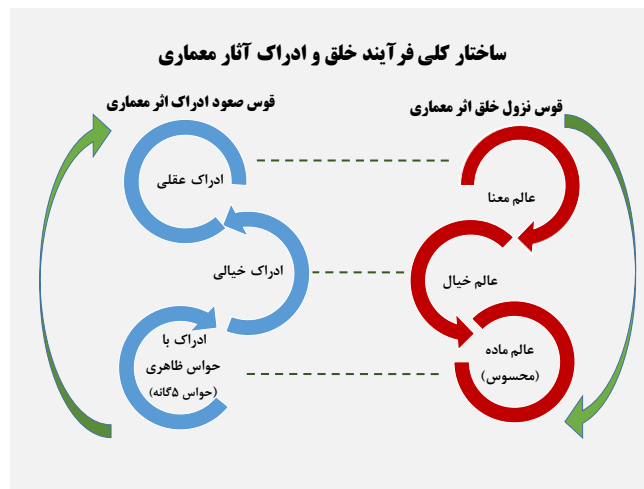 ساختار کلی فرآیند خلق و ادراک آثار معماری
قوس نزول خلق اثر معماری
قوس صعود ادراک اثر معماری
عالم معنا
ادراک عقلی
عالم خیال
ادراک خیالی
عالم ماده
(محسوس)
ادراک با
حواس ظاهری
(حواس ۵گانه)